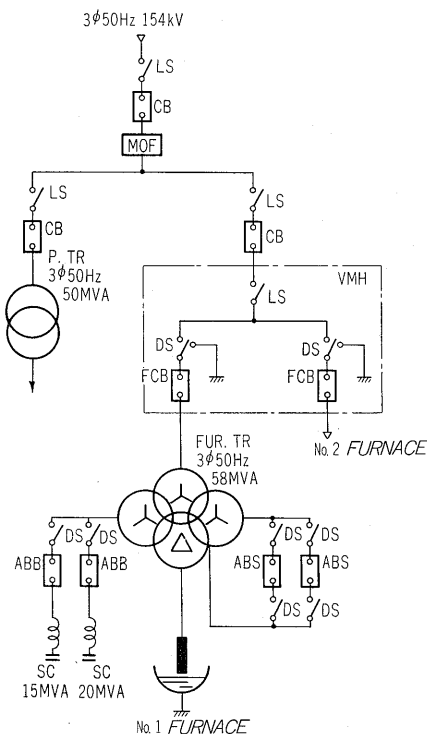 3φ50Hz 154kV
LS
CB
MOF
LS
LS
CB
CB
P. TR
3φ50Hz
50MVA
VMH
LS
DS
DS
FCB
FCB
No. 2 FURNACE
FUR. TR
3φ50Hz
58MVA
DS
DS
DS
DS
ABB
ABB
ABS
ABS
DS
DS
SC
15MVA
SC
20MVA
No. 1 FURNACE